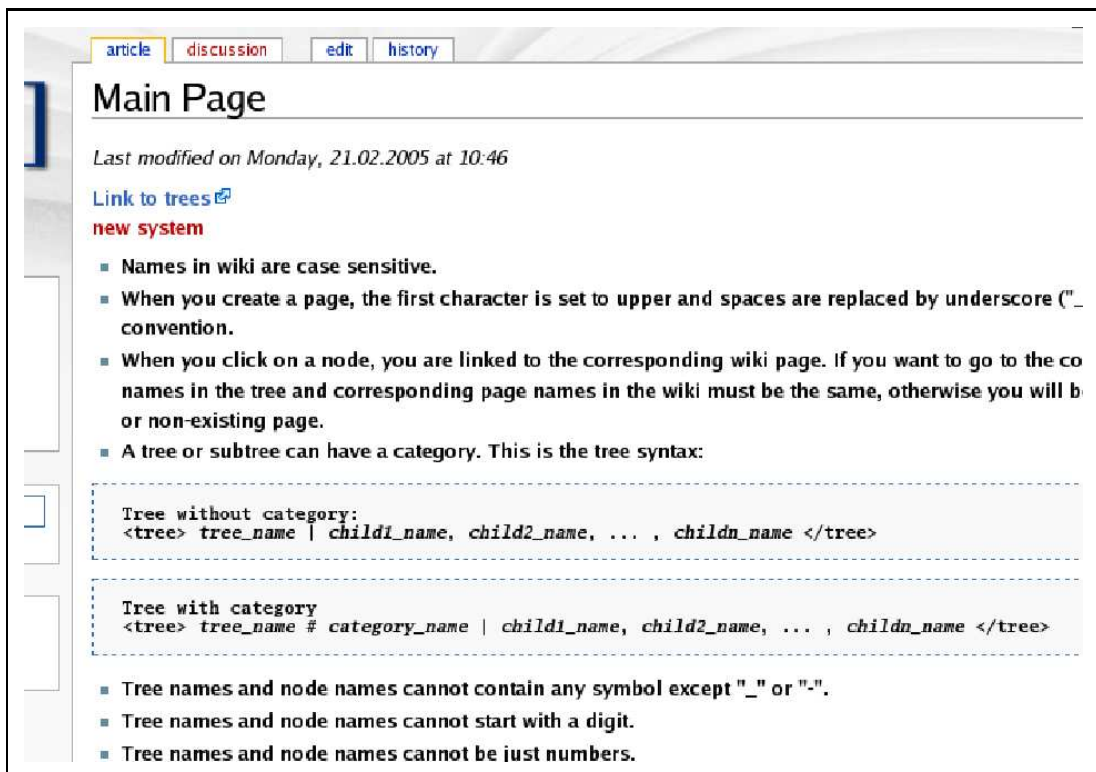 article discussion edit history
Main Page
Last modified on Monday, 21.02.2005 at 10:46
Link to trees
new system
Names in wiki are case sensitive.
When you create a page, the first character is set to upper and spaces are replaced by underscore ("_
convention.
When you click on a node, you are linked to the corresponding wiki page. If you want to go to the co
names in the tree and corresponding page names in the wiki must be the same, otherwise you will b
or non-existing page.
A tree or subtree can have a category. This is the tree syntax:
Tree without category:
<tree> tree_name | child1_name, child2_name, ... , childn_name </tree>
Tree with category
<tree> tree_name # category_name | child1_name, child2_name, ... , childn_name </tree>
Tree names and node names cannot contain any symbol except "_" or "-".
Tree names and node names cannot start with a digit.
Tree names and node names cannot be just numbers.